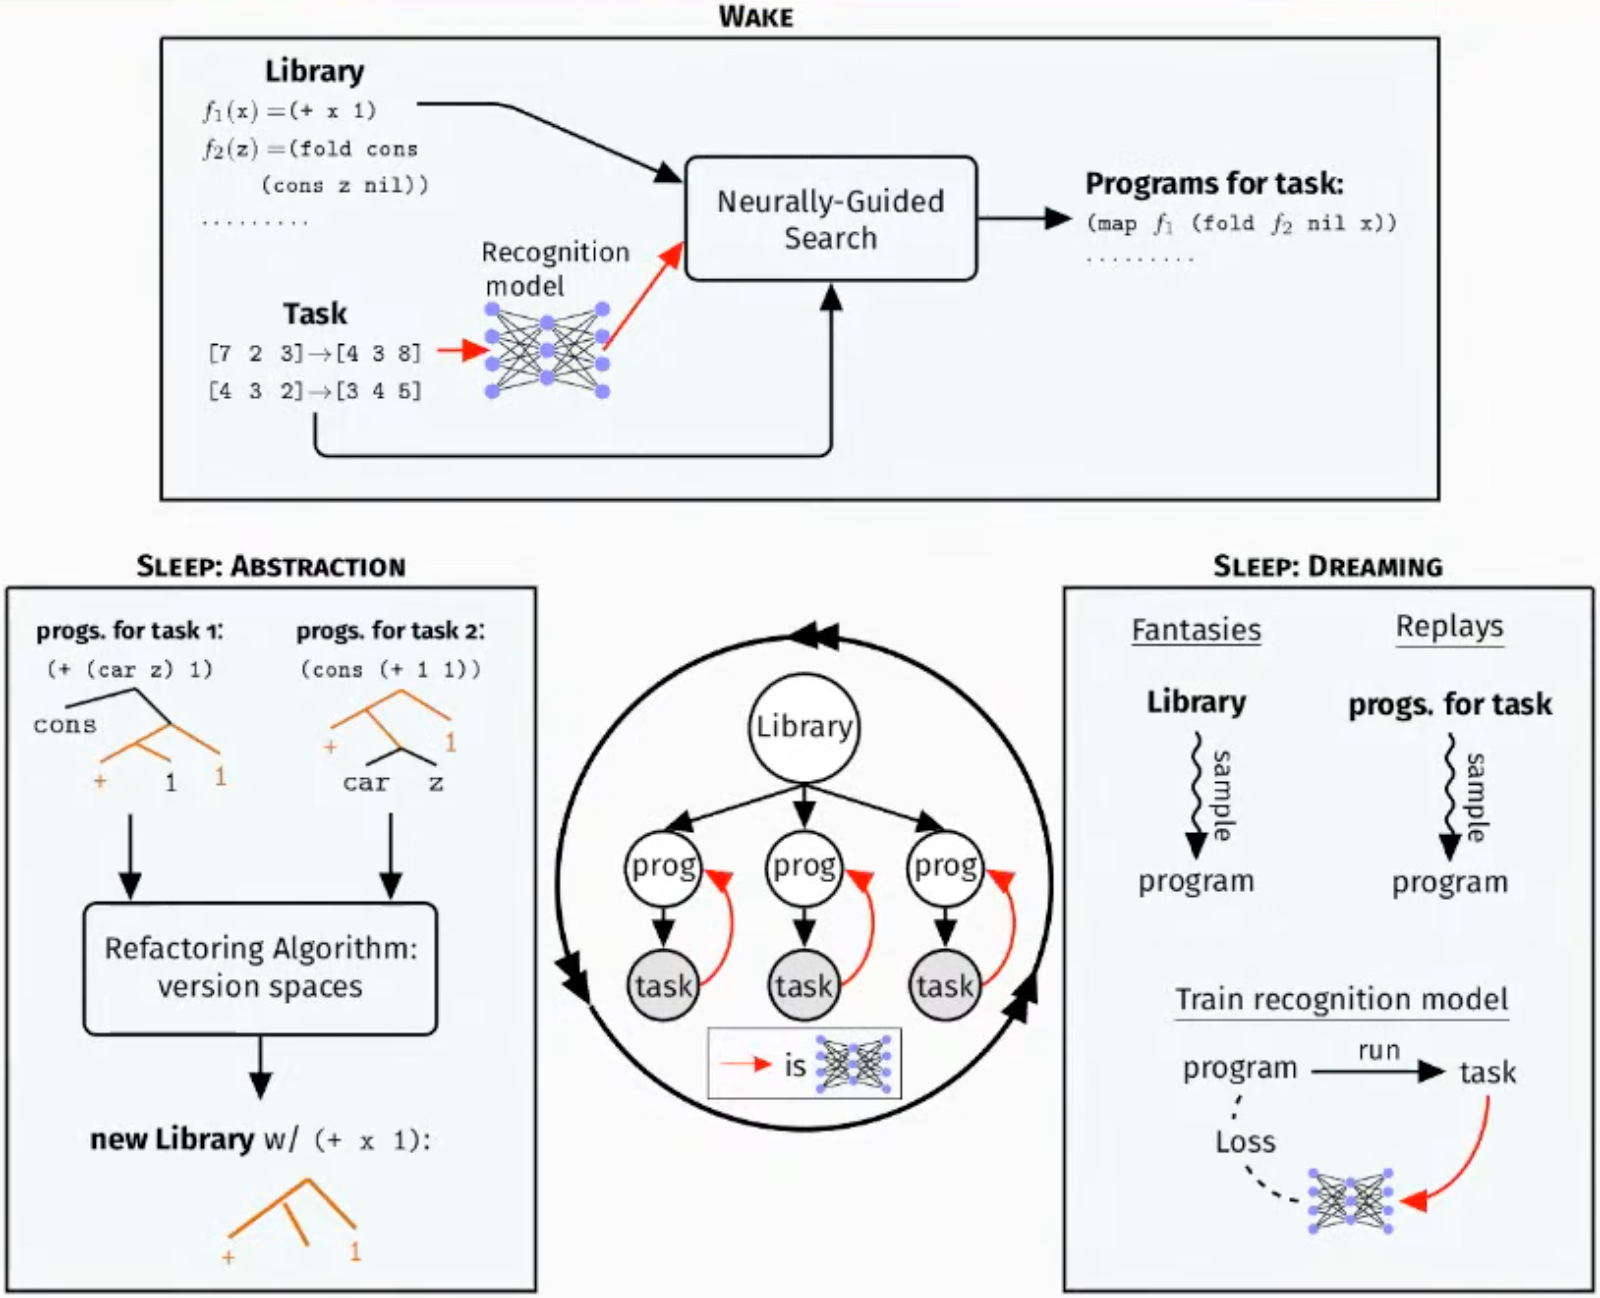 WAKE
Library
f₁(x) =(+ x 1)
f₂(z) =(fold cons
(cons z nil))
.........
Task
[7 2 3]→[4 3 8]
[4 3 2]→[3 4 5]
Recognition
model
Neurally-Guided
Search
Programs for task:
(map f₁ (fold f₂ nil x))
.........
SLEEP: ABSTRACTION
progs. for task 1:
(+ (car z) 1)
cons
+ 1 1
progs. for task 2:
(cons (+ 1 1))
+ 1
car z
Refactoring Algorithm:
version spaces
new Library w/ (+ x 1):
+ 1
Library
prog prog prog
task task task
is
SLEEP: DREAMING
Fantasies
Library
sample
program
Replays
progs. for task
sample
program
Train recognition model
program run task
Loss